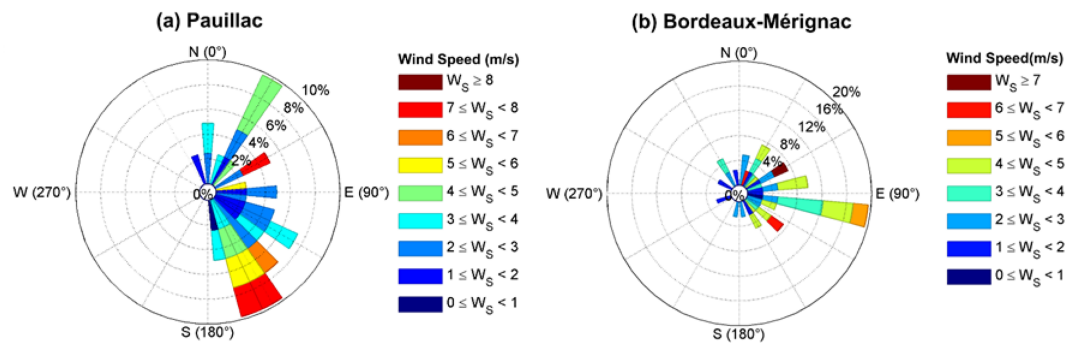 (a) Pauillac
N (0°)
10%
8%
6%
4%
2%
0%
W (270°)
E (90°)
S (180°)
Wind Speed (m/s)
W_S ≥ 8
7 ≤ W_S < 8
6 ≤ W_S < 7
5 ≤ W_S < 6
4 ≤ W_S < 5
3 ≤ W_S < 4
2 ≤ W_S < 3
1 ≤ W_S < 2
0 ≤ W_S < 1
(b) Bordeaux-Mérignac
N (0°)
20%
16%
12%
8%
4%
0%
W (270°)
E (90°)
S (180°)
Wind Speed(m/s)
W_S ≥ 7
6 ≤ W_S < 7
5 ≤ W_S < 6
4 ≤ W_S < 5
3 ≤ W_S < 4
2 ≤ W_S < 3
1 ≤ W_S < 2
0 ≤ W_S < 1